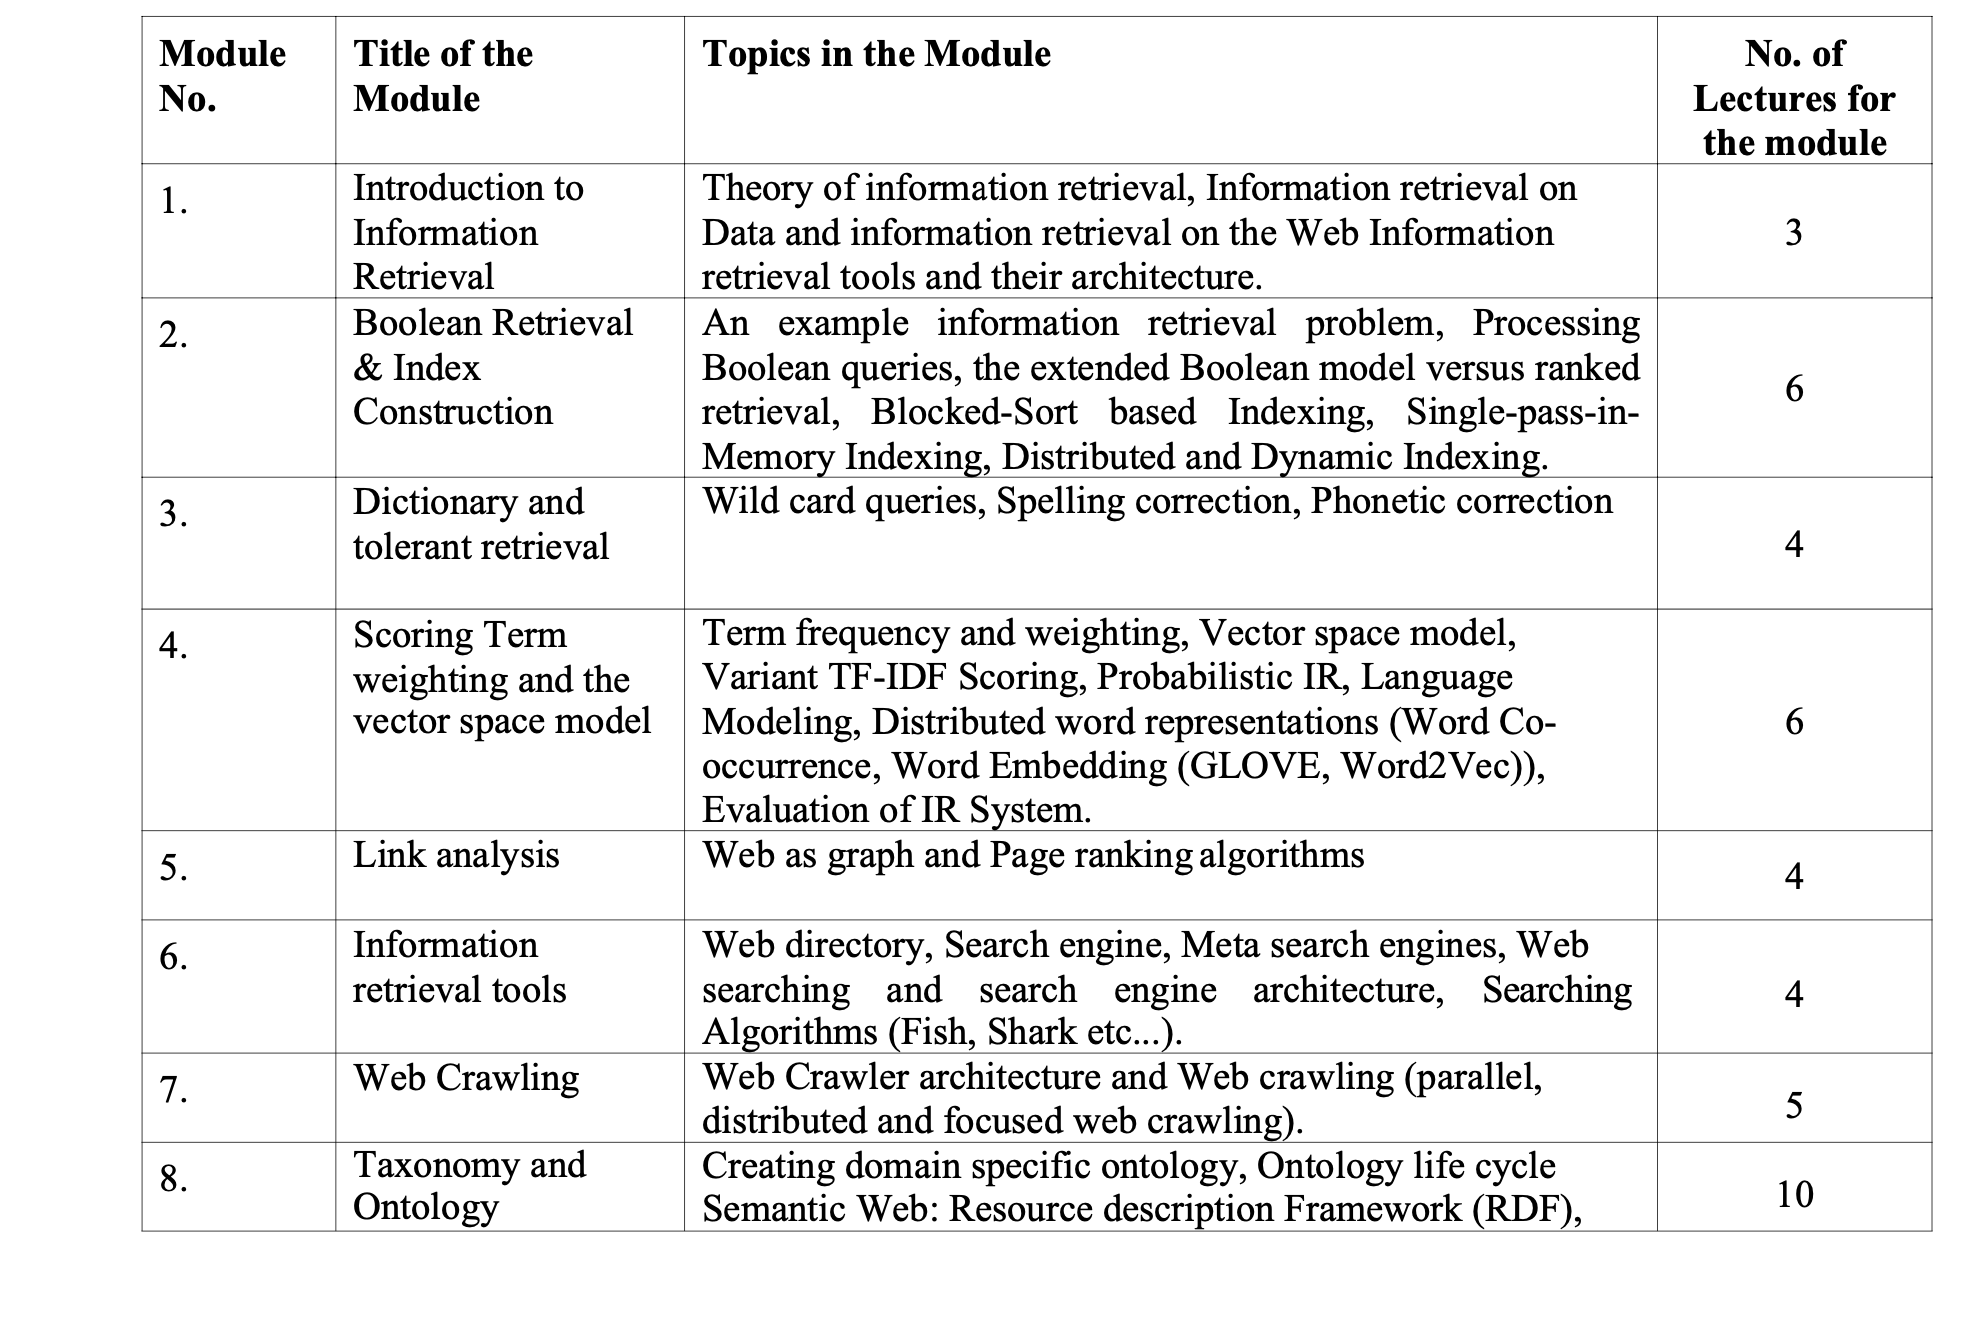 Module No.
Title of the Module
Topics in the Module
No. of Lectures for the module
1.
Introduction to
Information
Retrieval
Theory of information retrieval, Information retrieval on
Data and information retrieval on the Web Information
retrieval tools and their architecture.
3
2.
Boolean Retrieval
& Index
Construction
An example information retrieval problem, Processing
Boolean queries, the extended Boolean model versus ranked
retrieval, Blocked-Sort based Indexing, Single-pass-in-
Memory Indexing, Distributed and Dynamic Indexing.
6
3.
Dictionary and
tolerant retrieval
Wild card queries, Spelling correction, Phonetic correction
4
4.
Scoring Term
weighting and the
vector space model
Term frequency and weighting, Vector space model,
Variant TF-IDF Scoring, Probabilistic IR, Language
Modeling, Distributed word representations (Word Co-
occurrence, Word Embedding (GLOVE, Word2Vec)),
Evaluation of IR System.
6
5.
Link analysis
Web as graph and Page ranking algorithms
4
6.
Information
retrieval tools
Web directory, Search engine, Meta search engines, Web
searching and search engine architecture, Searching
Algorithms (Fish, Shark etc...).
4
7.
Web Crawling
Web Crawler architecture and Web crawling (parallel,
distributed and focused web crawling).
5
8.
Taxonomy and
Ontology
Creating domain specific ontology, Ontology life cycle
Semantic Web: Resource description Framework (RDF),
10